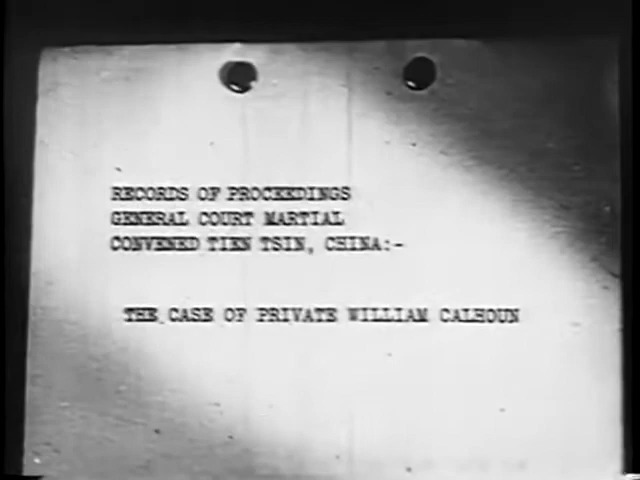 RECORDS OF PROCEEDINGS
GENERAL COURT MARTIAL
CONVENED TIEN TSIN, CHINA:-
THE CASE OF PRIVATE WILLIAM CALHOUN